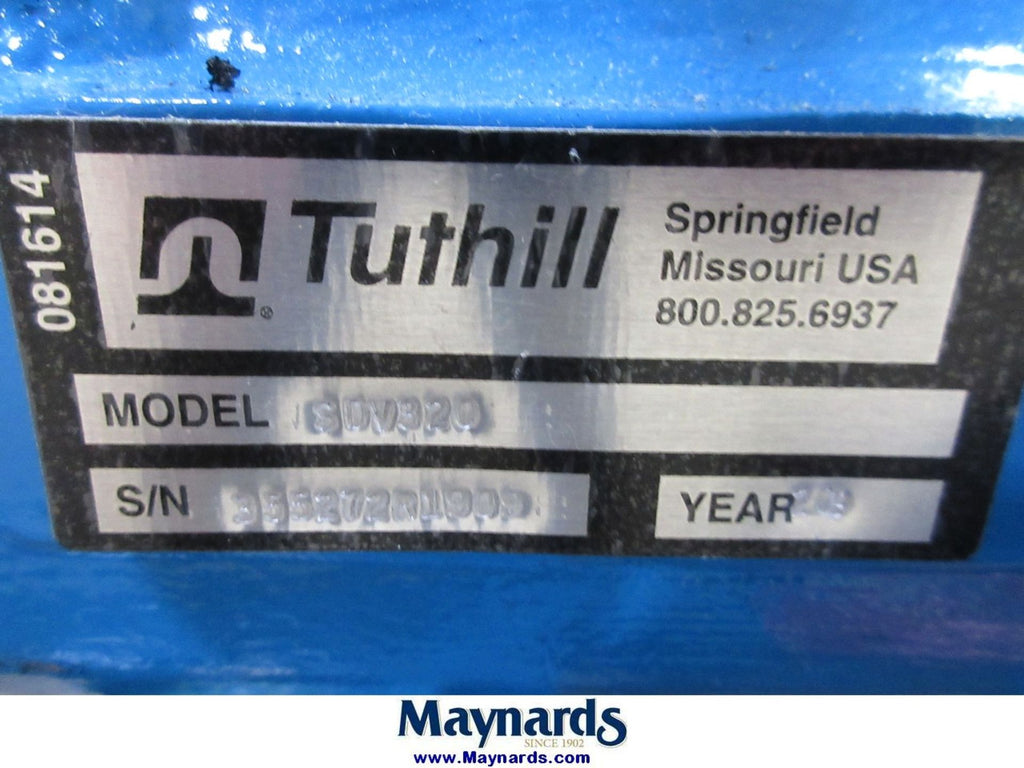 081614
Tuthill
®
Springfield
Missouri USA
800.825.6937
MODEL SDV320
S/N
YEAR
Maynards
SINCE 1902
www.Maynards.com